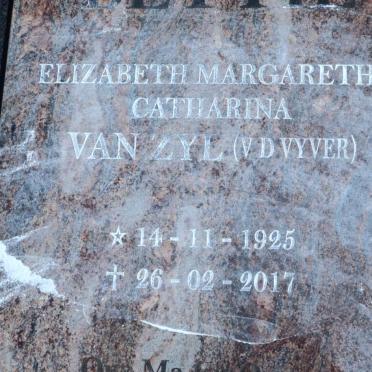 ELIZABETH MARGARETH
CATHARINA
VAN ZYL (V D VYVER)
☆ 14 - 11 - 1925
† 26 - 02 - 2017